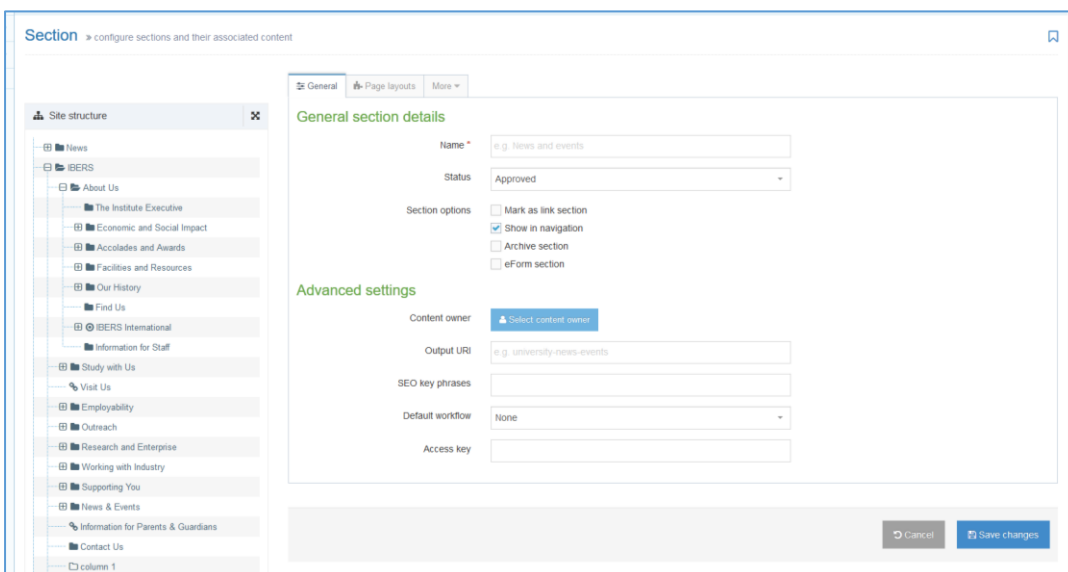 Section » configure sections and their associated content
General
Page layouts
More
Site structure
News
IBERS
About Us
The Institute Executive
Economic and Social Impact
Accolades and Awards
Facilities and Resources
Our History
Find Us
IBERS International
Information for Staff
Study with Us
Visit Us
Employability
Outreach
Research and Enterprise
Working with Industry
Supporting You
News & Events
Information for Parents & Guardians
Contact Us
column 1
General section details
Name *
e.g. News and events
Status
Approved
Section options
Mark as link section
Show in navigation
Archive section
eForm section
Advanced settings
Content owner
Select content owner
Output URI
e.g. university-news-events
SEO key phrases
Default workflow
None
Access key
Cancel
Save changes